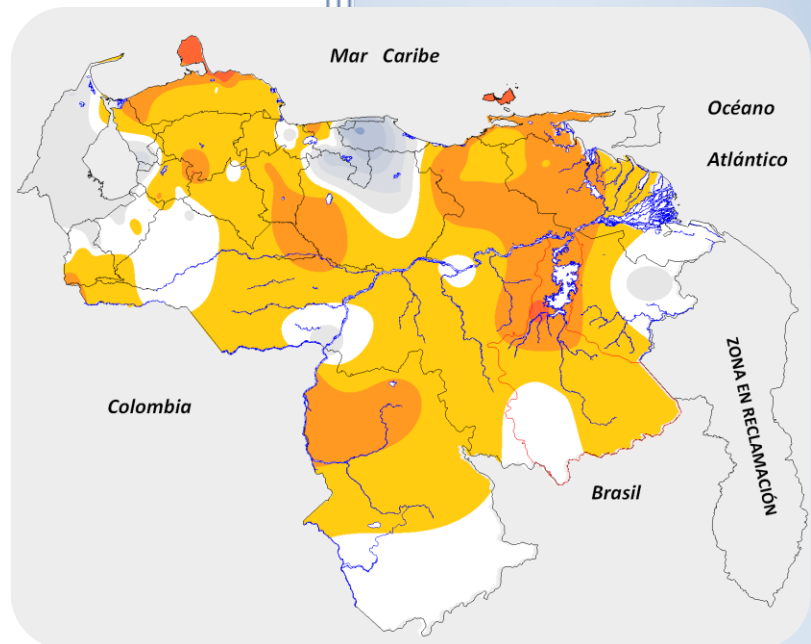 Mar Caribe
Océano
Atlántico
ZONA EN RECLAMACIÓN
Colombia
Brasil